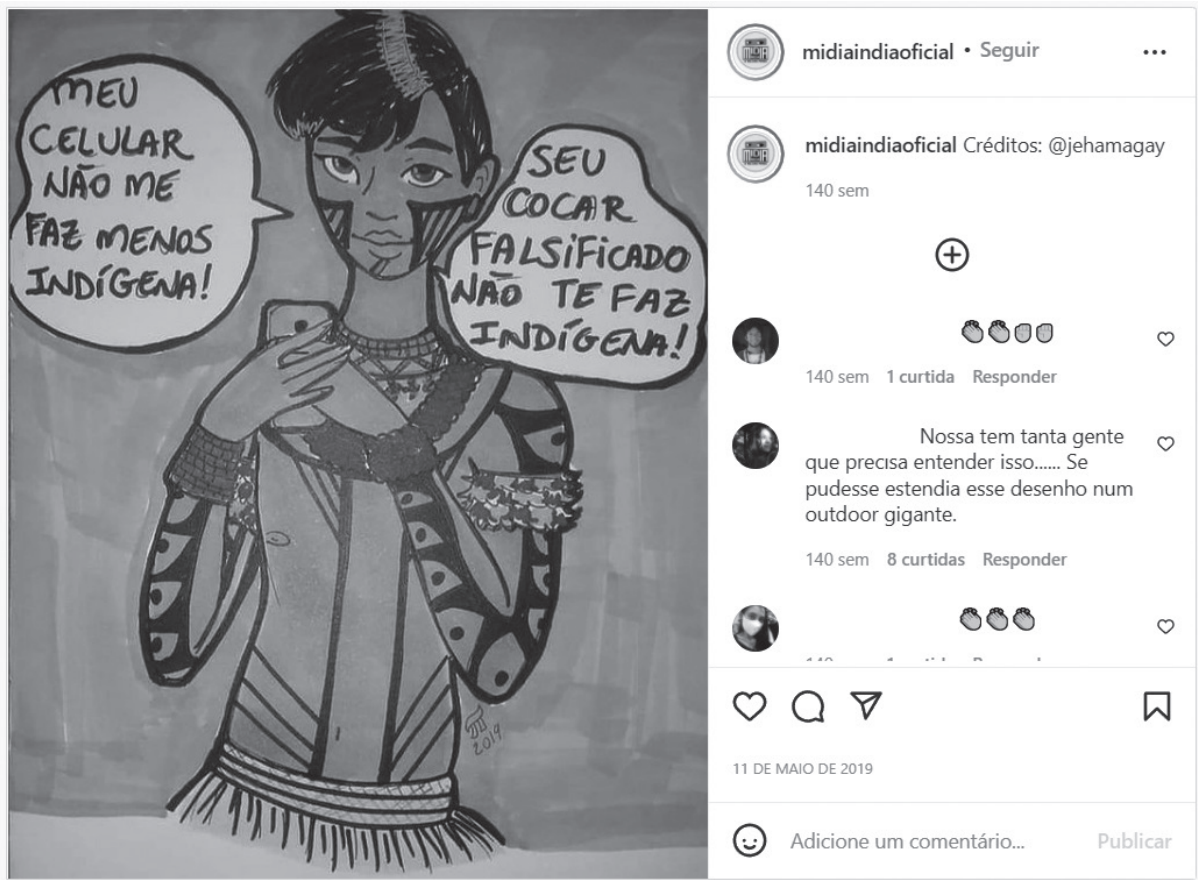 MEU
CELULAR
NÃO ME
FAZ MENOS
INDÍGENA!
SEU
COCAR
FALSIFICADO
NÃO TE FAZ
INDÍGENA!
2019
midiaindiaoficial • Seguir
midiaindiaoficial Créditos: @jehamagay
140 sem
140 sem 1 curtida Responder
Nossa tem tanta gente
que precisa entender isso...... Se
pudesse estendia esse desenho num
outdoor gigante.
140 sem 8 curtidas Responder
11 DE MAIO DE 2019
Adicione um comentário... Publicar